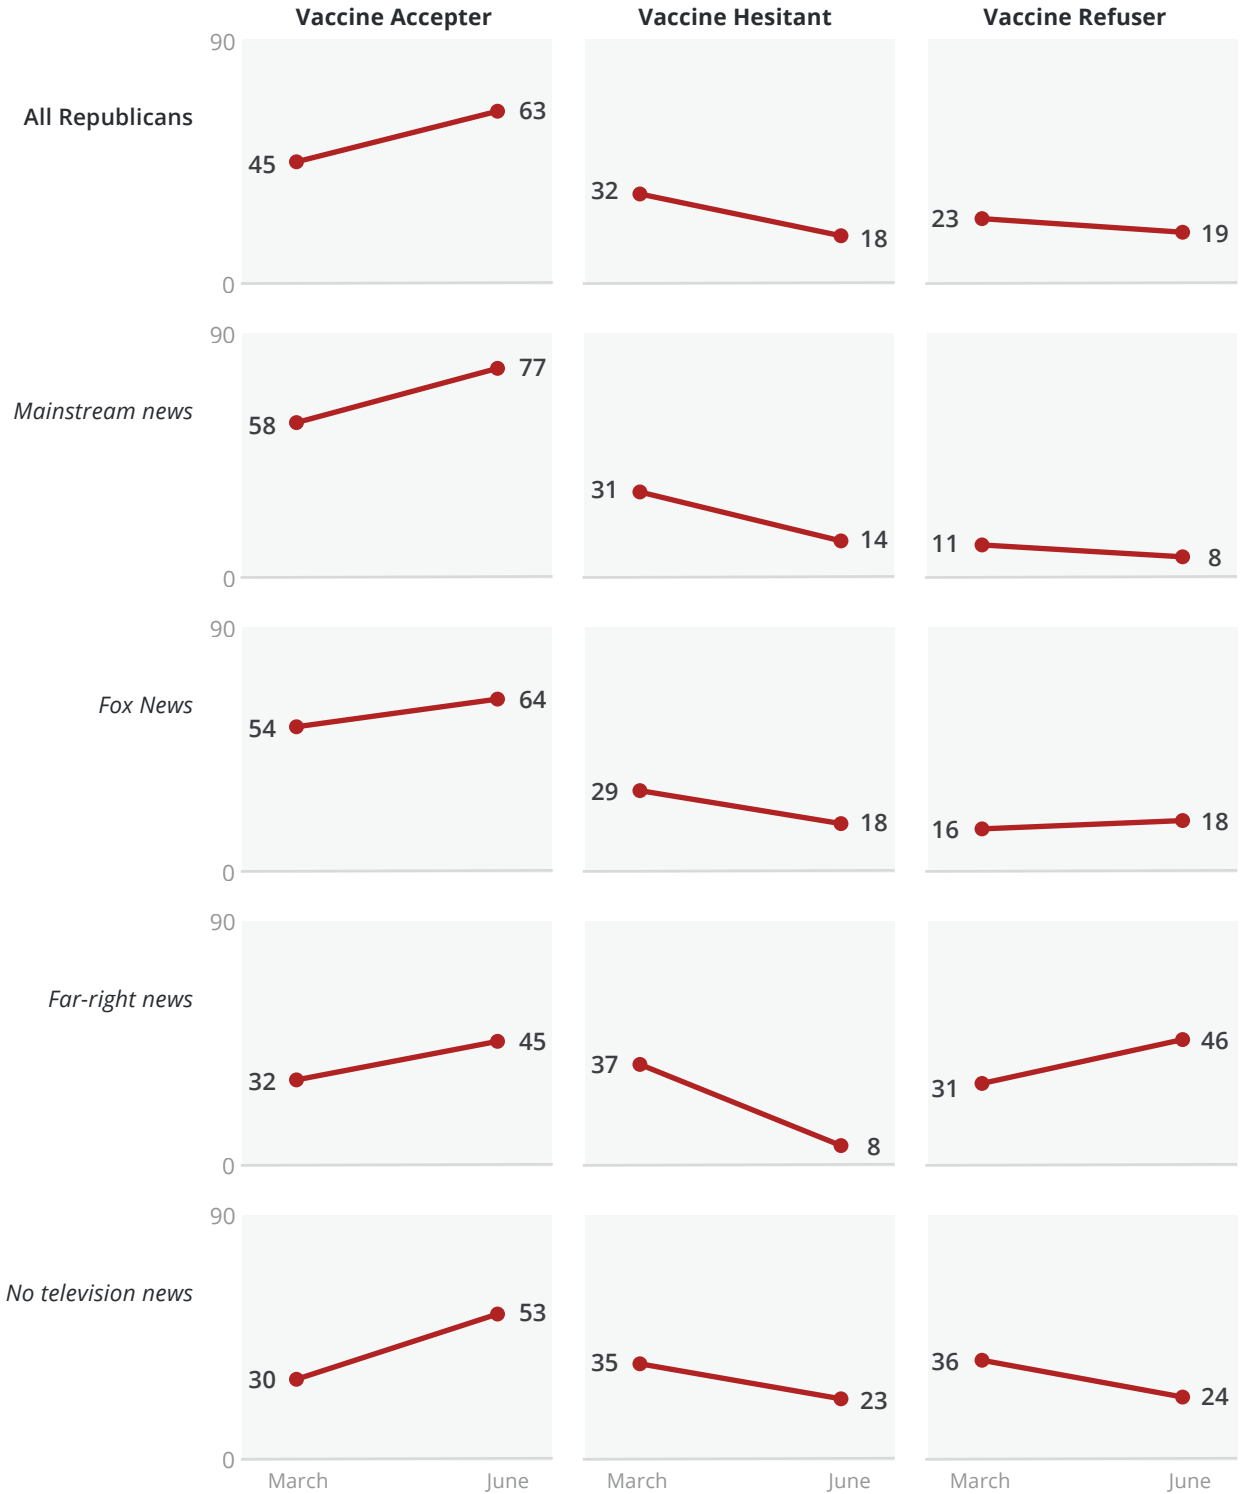 Vaccine Accepter Vaccine Hesitant Vaccine Refuser
90
All Republicans
45 63 32 18 23 19
0
90
Mainstream news
58 77 31 14 11 8
0
90
Fox News
54 64 29 18 16 18
0
90
Far-right news
32 45 37 8 31 46
0
90
No television news
30 53 35 23 36 24
0
March June March June March June